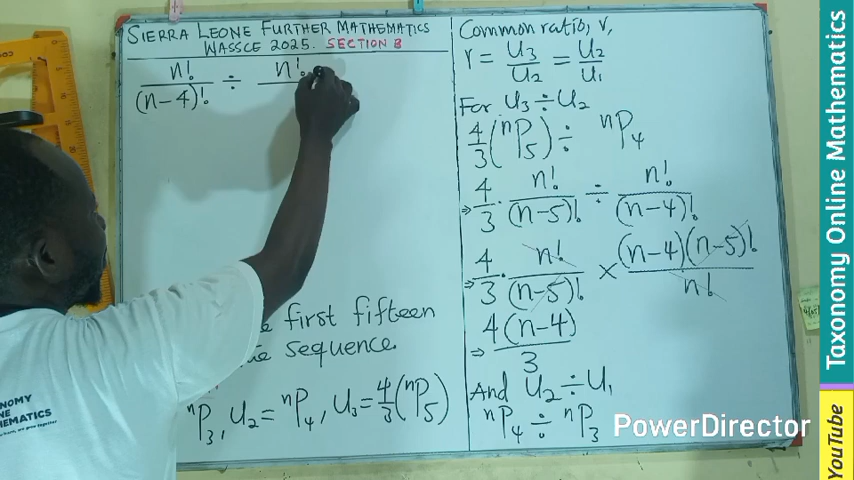 SIERRA LEONE FURTHER MATHEMATICS
WASSCE 2025. SECTION B
n!/(n-4)! ÷ n!
first fifteen
sequence.
ⁿP₃, U₂ = ⁿP₄, U₃ = 4/3(ⁿP₅)
Common ratio, r,
r = U₃/U₂ = U₂/U₁
For U₃ ÷ U₂
4/3(ⁿP₅) ÷ ⁿP₄
⇒ 4/3 · n!/(n-5)! ÷ n!/(n-4)!
⇒ 4/3 · n!/(n-5)! × (n-4)(n-5)!/n!
⇒ 4(n-4)/3
And U₂ ÷ U₁
ⁿP₄ ÷ ⁿP₃
PowerDirector
Taxonomy Online Mathematics
YouTube